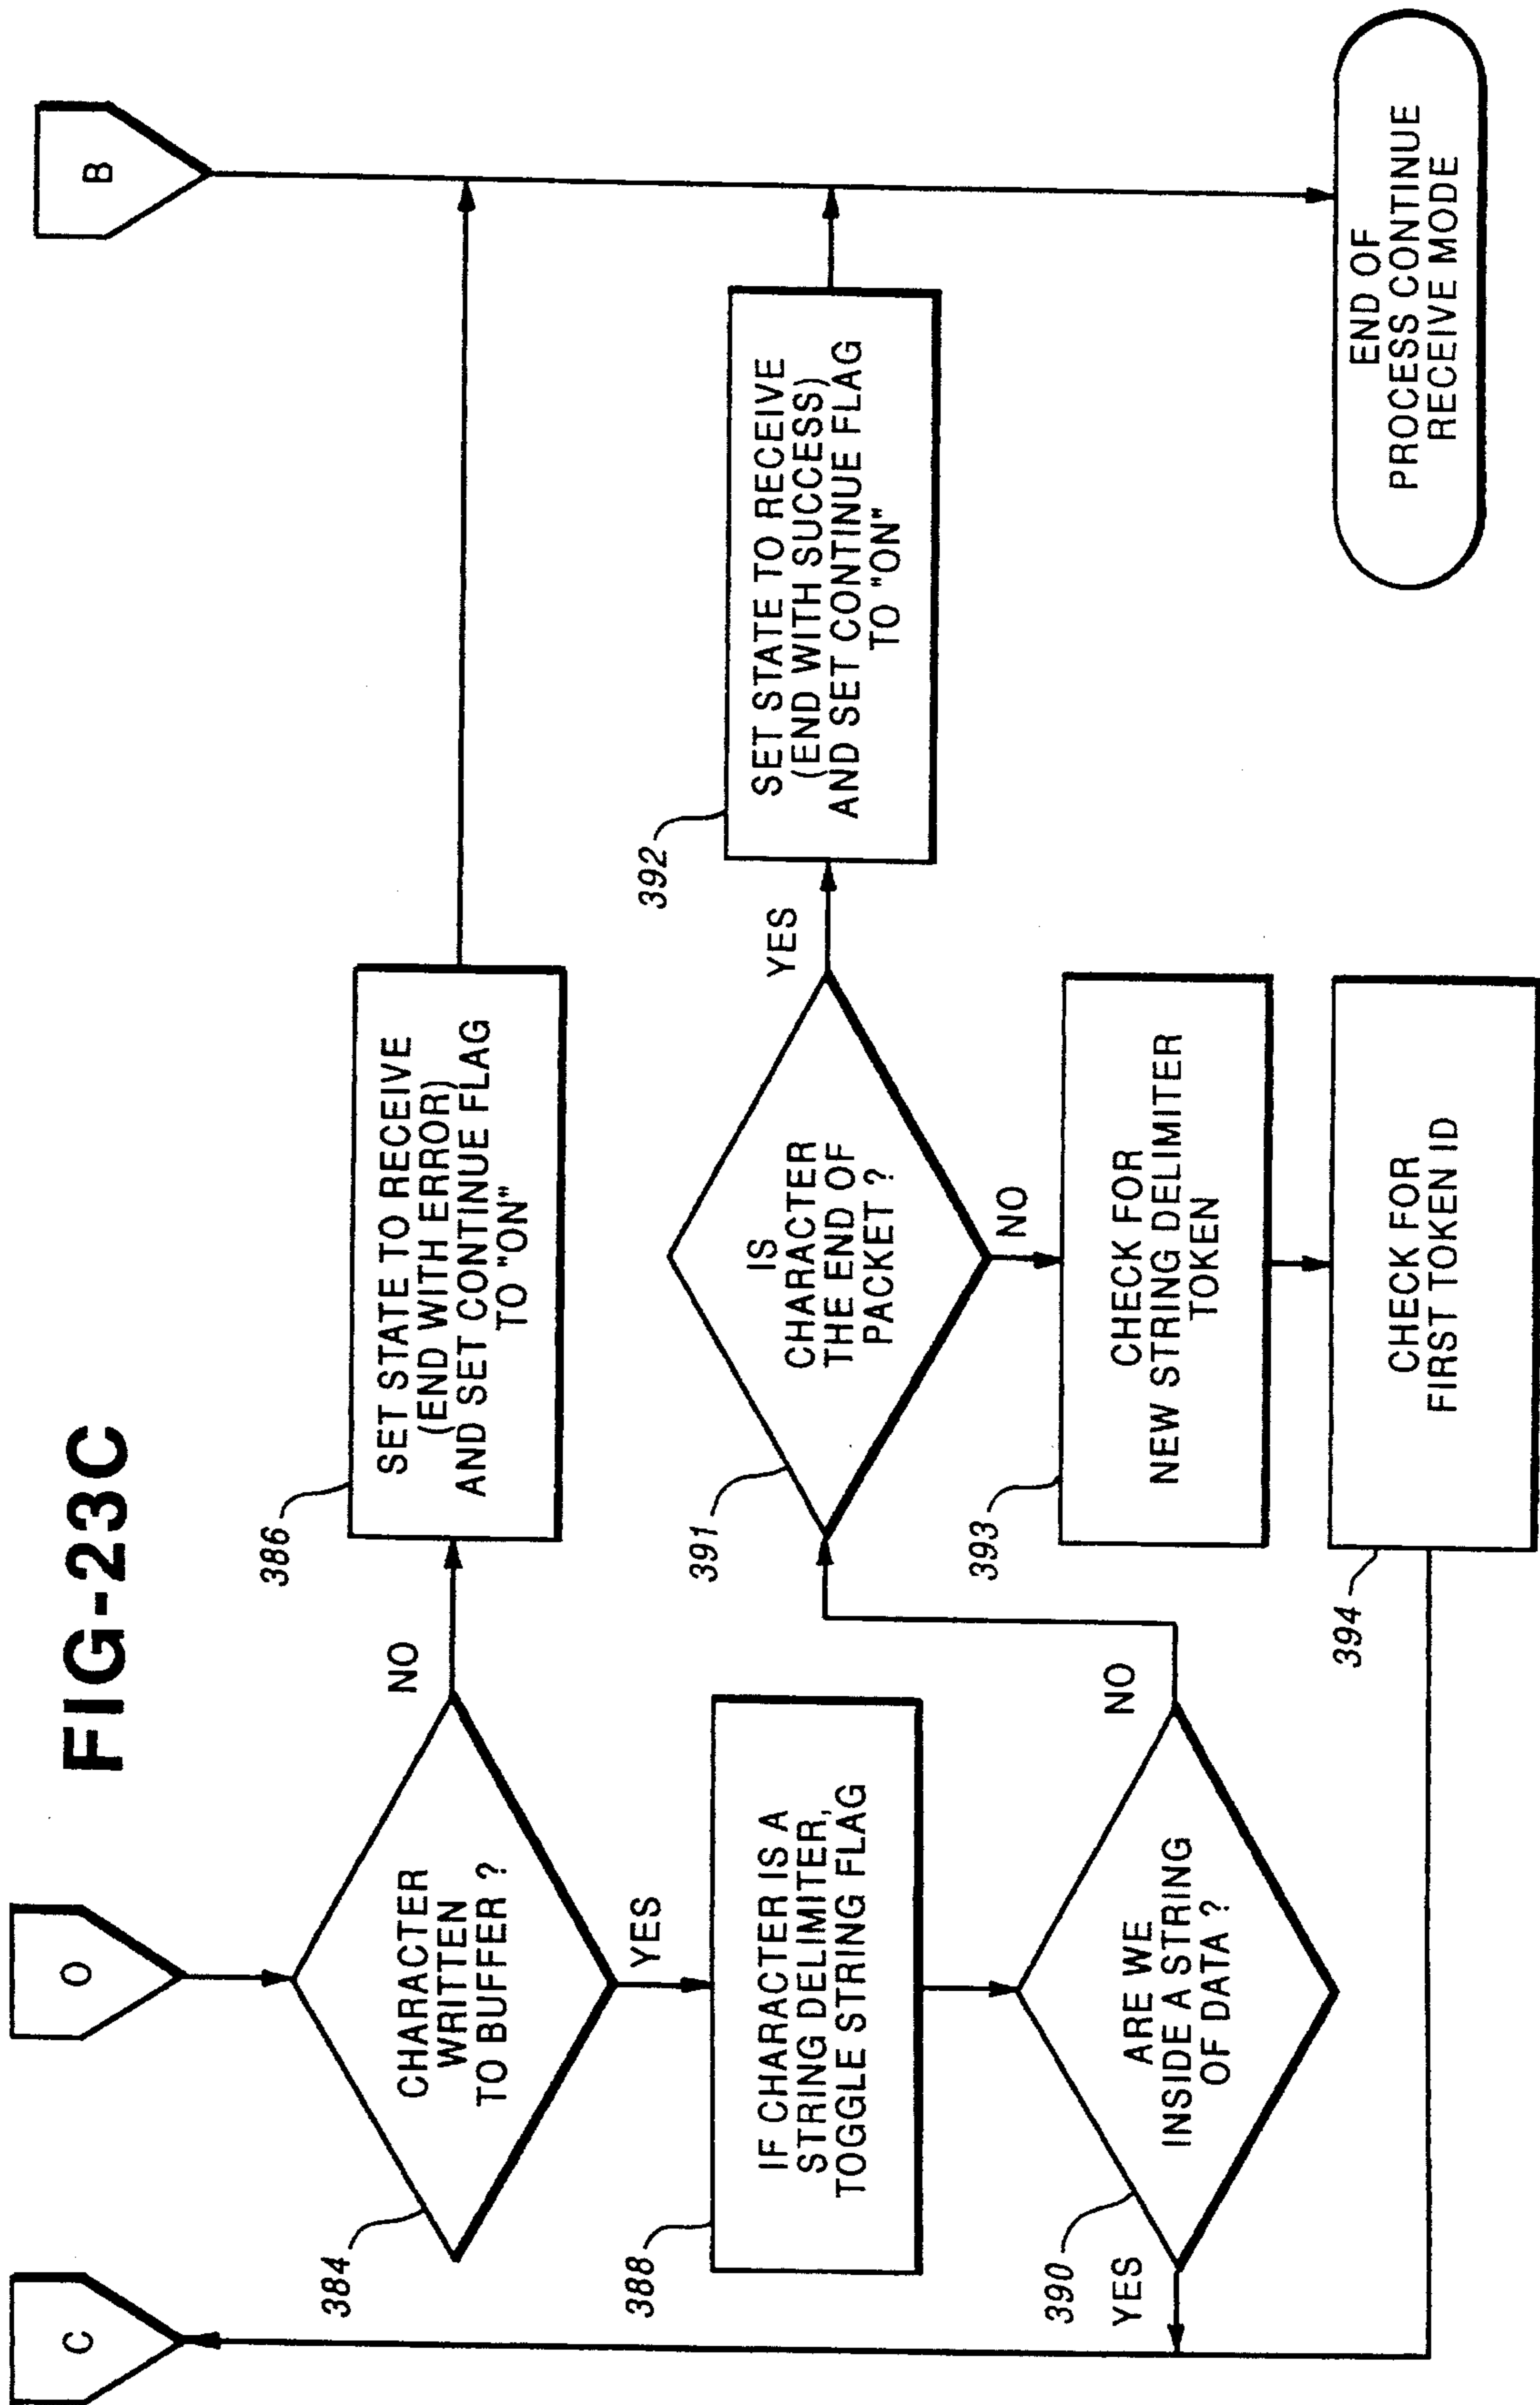 FIG-23C
C
O
B
384
CHARACTER
WRITTEN
TO BUFFER ?
NO
YES
386
SET STATE TO RECEIVE
(END WITH ERROR)
AND SET CONTINUE FLAG
TO "ON"
388
IF CHARACTER IS A
STRING DELIMITER,
TOGGLE STRING FLAG
390
ARE WE
INSIDE A STRING
OF DATA ?
YES
NO
391
IS
CHARACTER
THE END OF
PACKET ?
YES
NO
392
SET STATE TO RECEIVE
(END WITH SUCCESS)
AND SET CONTINUE FLAG
TO "ON"
393
CHECK FOR
NEW STRING DELIMITER
TOKEN
394
CHECK FOR
FIRST TOKEN ID
END OF
PROCESS CONTINUE
RECEIVE MODE